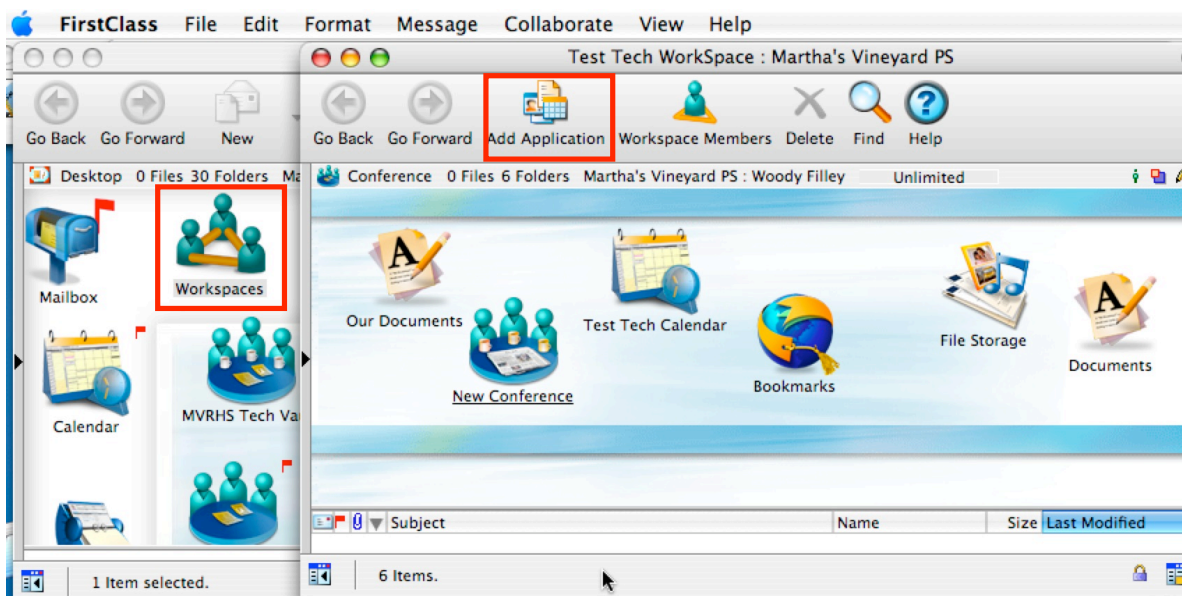 FirstClass File Edit Format Message Collaborate View Help
Test Tech WorkSpace : Martha's Vineyard PS
Go Back Go Forward New
Go Back Go Forward Add Application Workspace Members Delete Find Help
Desktop 0 Files 30 Folders
Conference 0 Files 6 Folders Martha's Vineyard PS : Woody Filley Unlimited
Mailbox
Workspaces
Calendar
MVRHS Tech
Our Documents
New Conference
Test Tech Calendar
Bookmarks
File Storage
Documents
Subject Name Size Last Modified
1 Item selected.
6 Items.